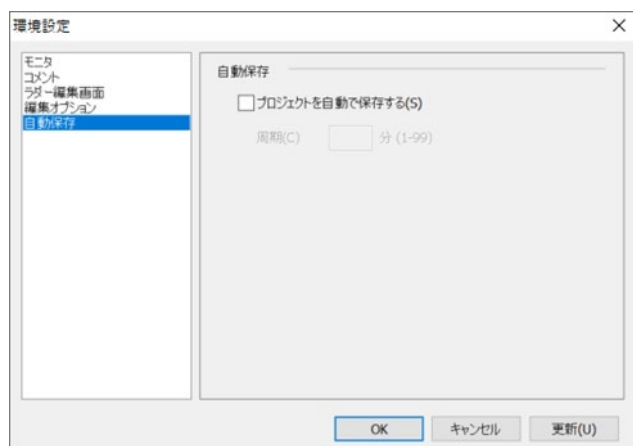 環境設定
モニタ
コメント
ラダー編集画面
編集オプション
自動保存
自動保存
プロジェクトを自動で保存する(S)
周期(C) 分 (1-99)
OK キャンセル 更新(U)